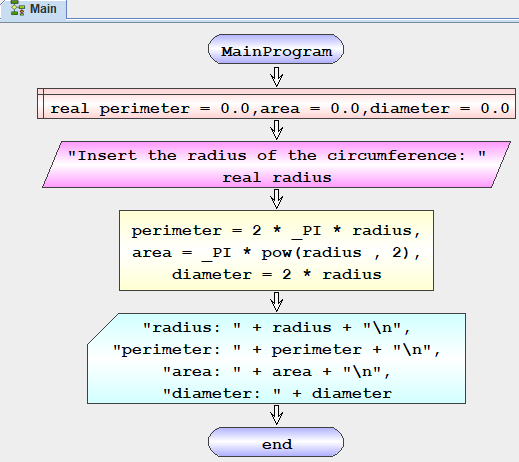 Main
MainProgram
real perimeter = 0.0,area = 0.0,diameter = 0.0
"Insert the radius of the circumference: "
real radius
perimeter = 2 * _PI * radius,
area = _PI * pow(radius , 2),
diameter = 2 * radius
"radius: " + radius + "\n",
"perimeter: " + perimeter + "\n",
"area: " + area + "\n",
"diameter: " + diameter
end